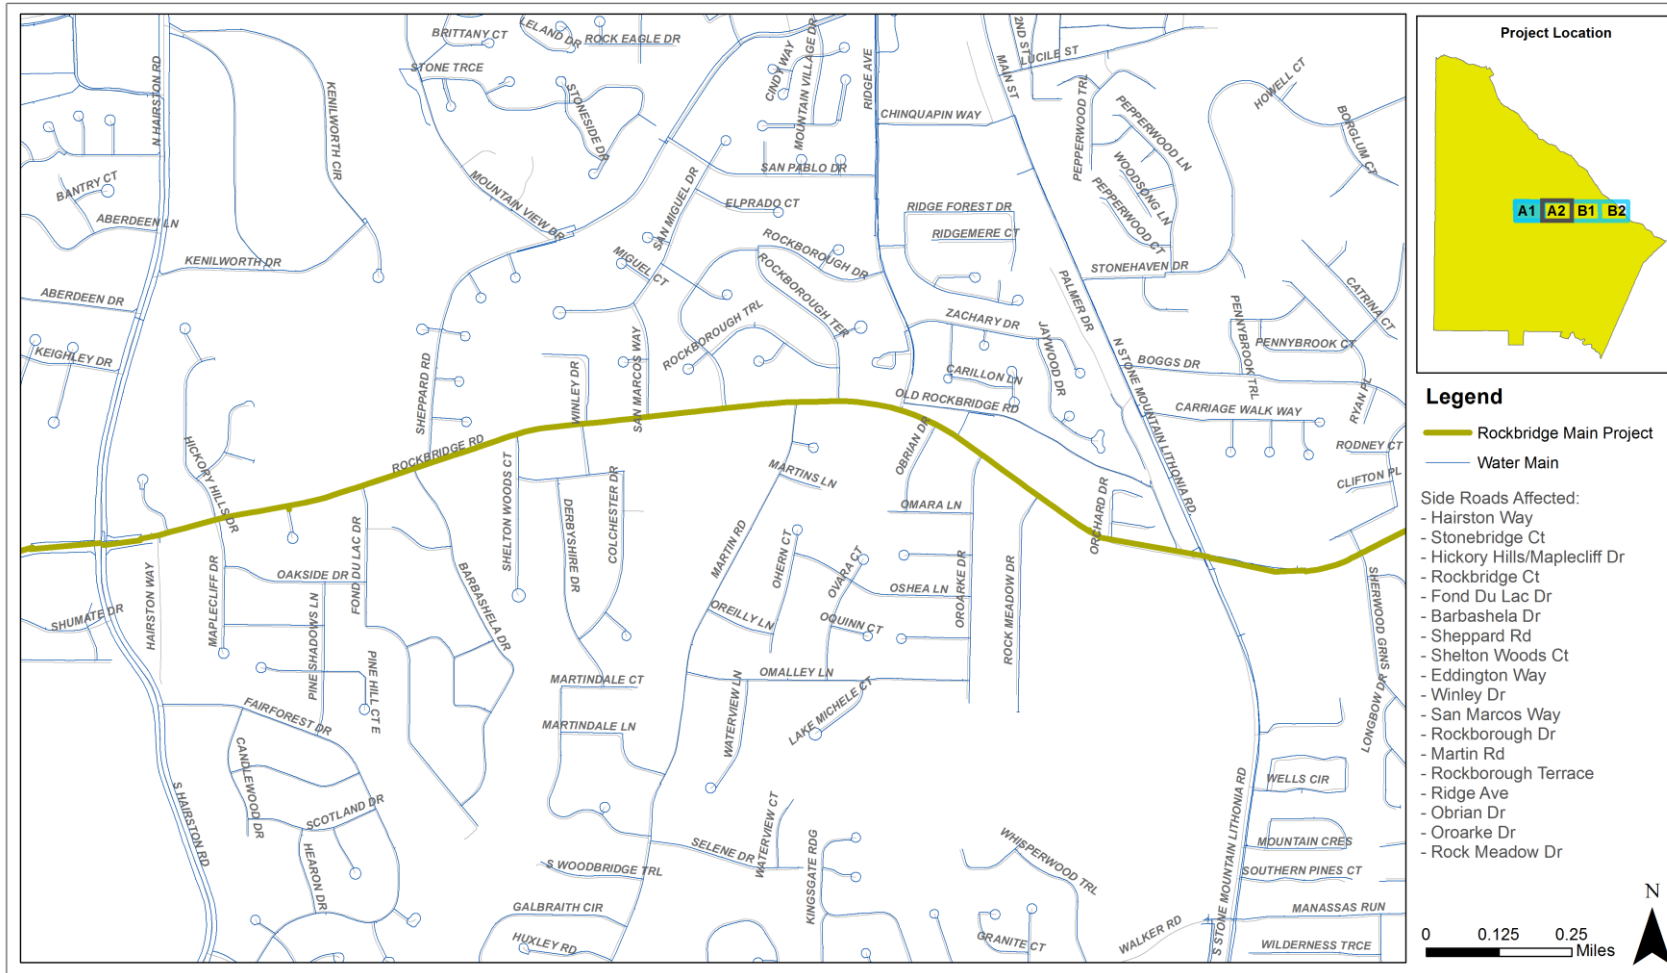 BRITTANY CT
LELAND DR
ROCK EAGLE DR
STONE TRCE
STONESIDE DR
CINDY WAY
MOUNTAIN VILLAGE DR
RIDGE AVE
MAIN ST
2ND ST
LUCILE ST
CHINQUAPIN WAY
PEPPERWOOD TRL
PEPPERWOOD LN
WOODSONG LN
PEPPERWOOD CT
HOWELL CT
BORGLUM CT
N HAIRSTON RD
KENILWORTH CIR
BANTRY CT
ABERDEEN LN
KENILWORTH DR
ABERDEEN DR
KEIGHLEY DR
MOUNTAIN VIEW DR
SAN MIGUEL DR
SAN PABLO DR
ELPRADO CT
MIGUEL CT
ROCKBOROUGH DR
ROCKBOROUGH TER
ROCKBOROUGH TRL
RIDGE FOREST DR
RIDGEMERE CT
STONEHAVEN DR
PALMER DR
CATRINA CT
ZACHARY DR
JAYWOOD DR
N STONE MOUNTAIN LITHONIA RD
PENNYBROOK TRL
PENNYBROOK CT
BOGGS DR
RYAN PL
CARILLON LN
OLD ROCKBRIDGE RD
CARRIAGE WALK WAY
RODNEY CT
CLIFTON PL
SHEPPARD RD
WINLEY DR
SAN MARCOS WAY
ROCKBRIDGE RD
HICKORY HILLS DR
OBRIAN DR
MARTINS LN
OMARA LN
ORCHARD DR
SHELTON WOODS CT
DERBYSHIRE DR
COLCHESTER DR
MARTIN RD
OHERN CT
OVARA CT
OSHEA LN
OROARKE DR
ROCK MEADOW DR
SHERWOOD GRNS
LONGBOW DR
SHUMATE DR
HAIRSTON WAY
MAPLECLIFF DR
OAKSIDE DR
FOND DU LAC DR
PINE SHADOWS LN
PINE HILL CT E
BARBASHELA DR
OREILLY LN
OQUINN CT
OMALLEY LN
MARTINDALE CT
MARTINDALE LN
WATERVIEW LN
LAKE MICHELE CT
FAIRFOREST DR
CANDLEWOOD DR
SCOTLAND DR
HEARON DR
S HAIRSTON RD
S WOODBRIDGE TRL
GALBRAITH CIR
HUXLEY RD
SELENE DR
WATERVIEW CT
KINGSGATE RDG
WHISPERWOOD TRL
GRANITE CT
WALKER RD
S STONE MOUNTAIN LITHONIA RD
WELLS CIR
MOUNTAIN CRES
SOUTHERN PINES CT
MANASSAS RUN
WILDERNESS TRCE
Project Location
A1 A2 B1 B2
Legend
Rockbridge Main Project
Water Main
Side Roads Affected:
- Hairston Way
- Stonebridge Ct
- Hickory Hills/Maplecliff Dr
- Rockbridge Ct
- Fond Du Lac Dr
- Barbashela Dr
- Sheppard Rd
- Shelton Woods Ct
- Eddington Way
- Winley Dr
- San Marcos Way
- Rockborough Dr
- Martin Rd
- Rockborough Terrace
- Ridge Ave
- Obrian Dr
- Oroarke Dr
- Rock Meadow Dr
N
0 0.125 0.25
Miles